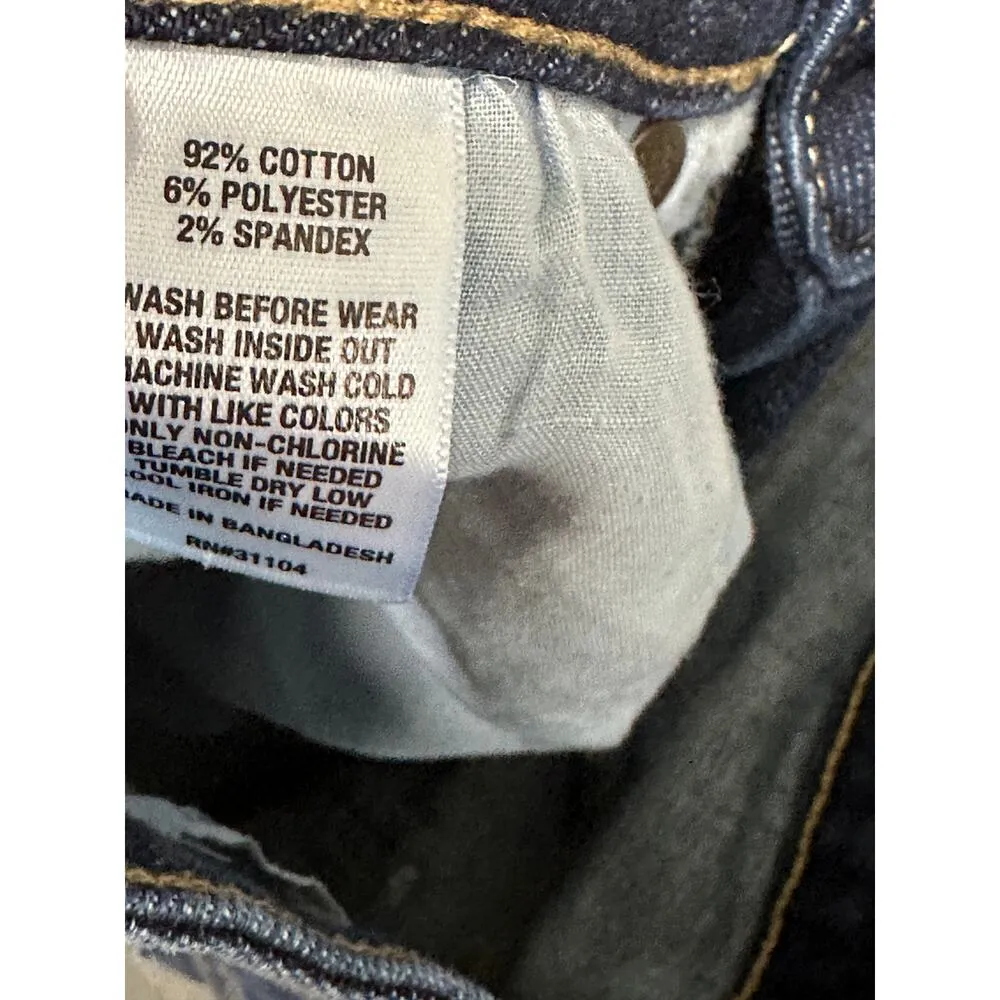 92% COTTON
6% POLYESTER
2% SPANDEX
WASH BEFORE WEAR
WASH INSIDE OUT
MACHINE WASH COLD
WITH LIKE COLORS
ONLY NON-CHLORINE
BLEACH IF NEEDED
TUMBLE DRY LOW
COOL IRON IF NEEDED
MADE IN BANGLADESH
RN#31104